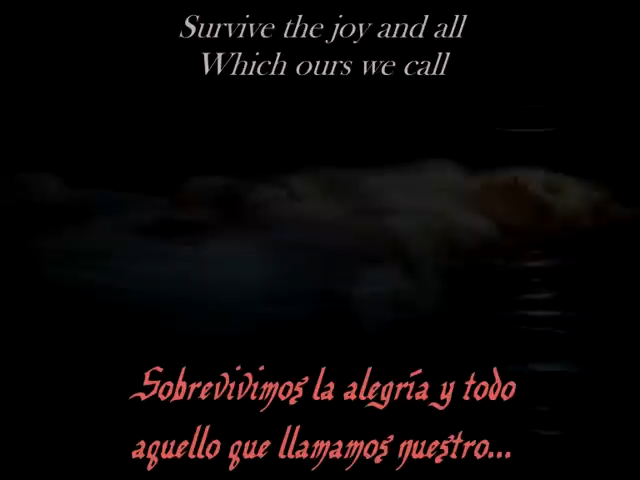 Survive the joy and all
Which ours we call
Sobrevivimos la alegría y todo
aquello que llamamos nuestro...